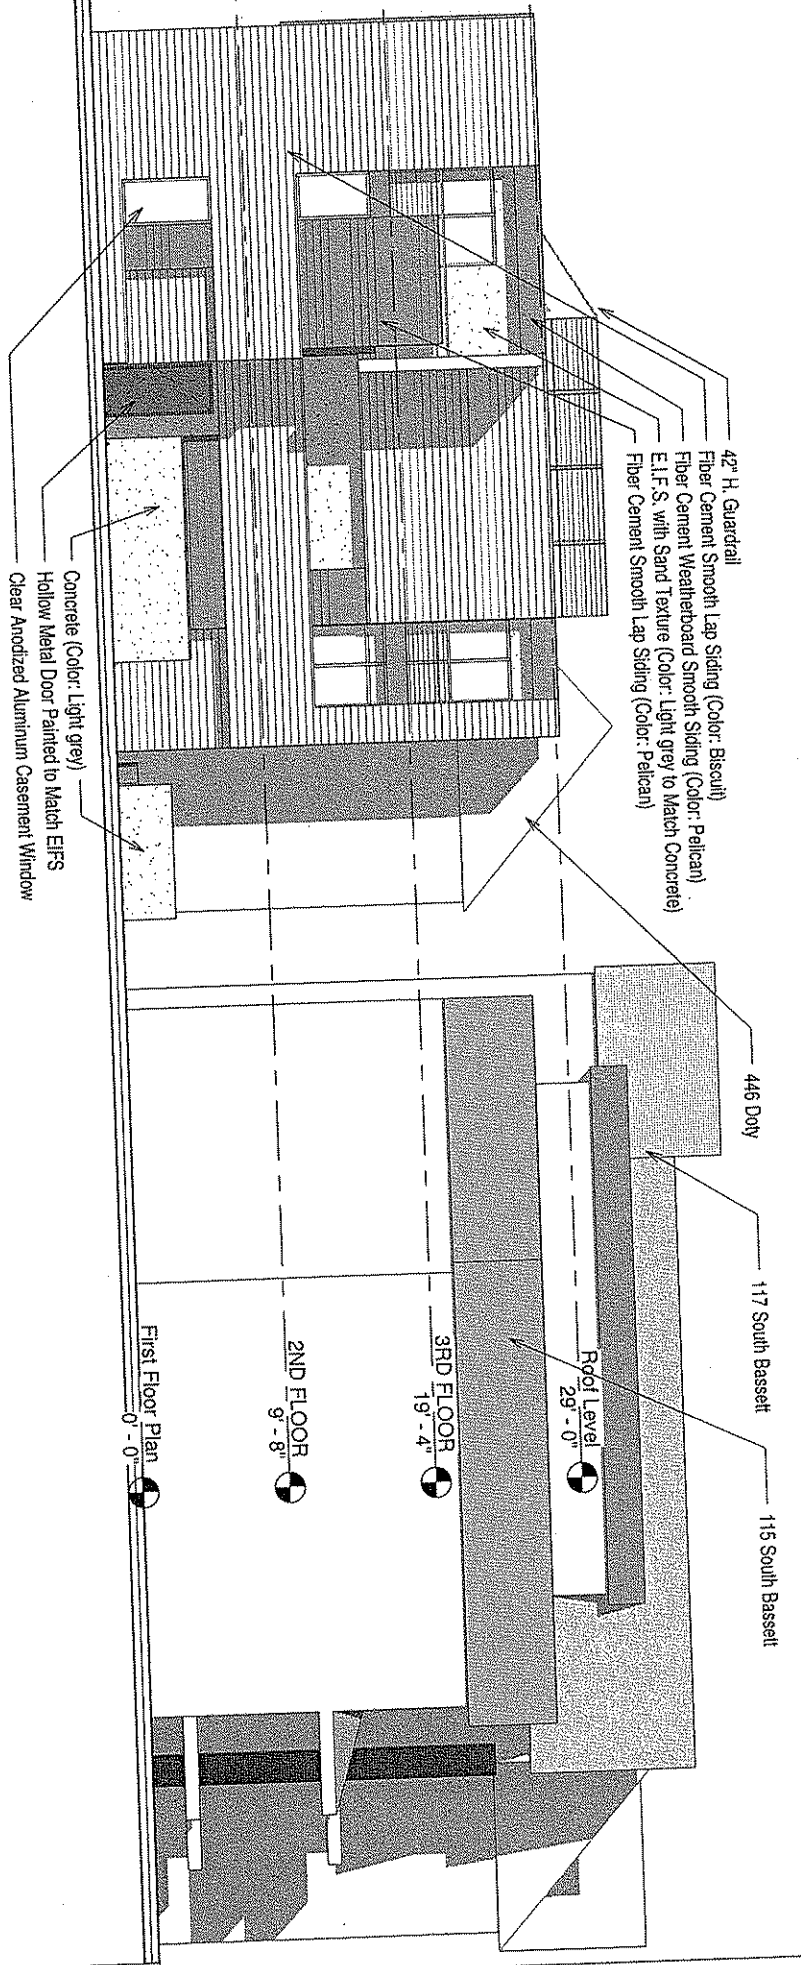 42" H. Guardrail
Fiber Cement Smooth Lap Siding (Color: Biscuit)
Fiber Cement Weatherboard Smooth Siding (Color: Pelican)
E.I.F.S. with Sand Texture (Color: Light grey to Match Concrete)
Fiber Cement Smooth Lap Siding (Color: Pelican)
446 Doty
117 South Bassett
115 South Bassett
Roof Level
29' - 0"
3RD FLOOR
19' - 4"
2ND FLOOR
9' - 8"
First Floor Plan
0' - 0"
Concrete (Color: Light grey)
Hollow Metal Door Painted to Match EIFS
Clear Anodized Aluminum Casement Window